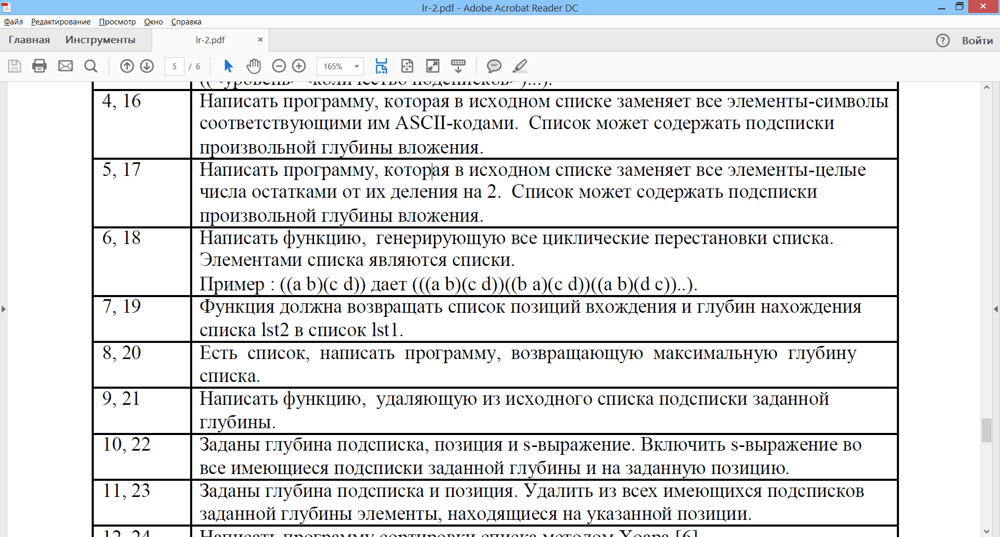 lr-2.pdf - Adobe Acrobat Reader DC
Файл Редактирование Просмотр Окно Справка
Главная Инструменты lr-2.pdf × ? Войти
5 / 6 165%
((<уровень> <количество подсписков>)...).
4, 16
Написать программу, которая в исходном списке заменяет все элементы-символы
соответствующими им ASCII-кодами. Список может содержать подсписки
произвольной глубины вложения.
5, 17
Написать программу, которая в исходном списке заменяет все элементы-целые
числа остатками от их деления на 2. Список может содержать подсписки
произвольной глубины вложения.
6, 18
Написать функцию, генерирующую все циклические перестановки списка.
Элементами списка являются списки.
Пример : ((a b)(c d)) дает (((a b)(c d))((b a)(c d))((a b)(d c))..).
7, 19
Функция должна возвращать список позиций вхождения и глубин нахождения
списка lst2 в список lst1.
8, 20
Есть список, написать программу, возвращающую максимальную глубину
списка.
9, 21
Написать функцию, удаляющую из исходного списка подсписки заданной
глубины.
10, 22
Заданы глубина подсписка, позиция и s-выражение. Включить s-выражение во
все имеющиеся подсписки заданной глубины и на заданную позицию.
11, 23
Заданы глубина подсписка и позиция. Удалить из всех имеющихся подсписков
заданной глубины элементы, находящиеся на указанной позиции.
12, 24
Написать программу сортировки списка методом Хоара [6]